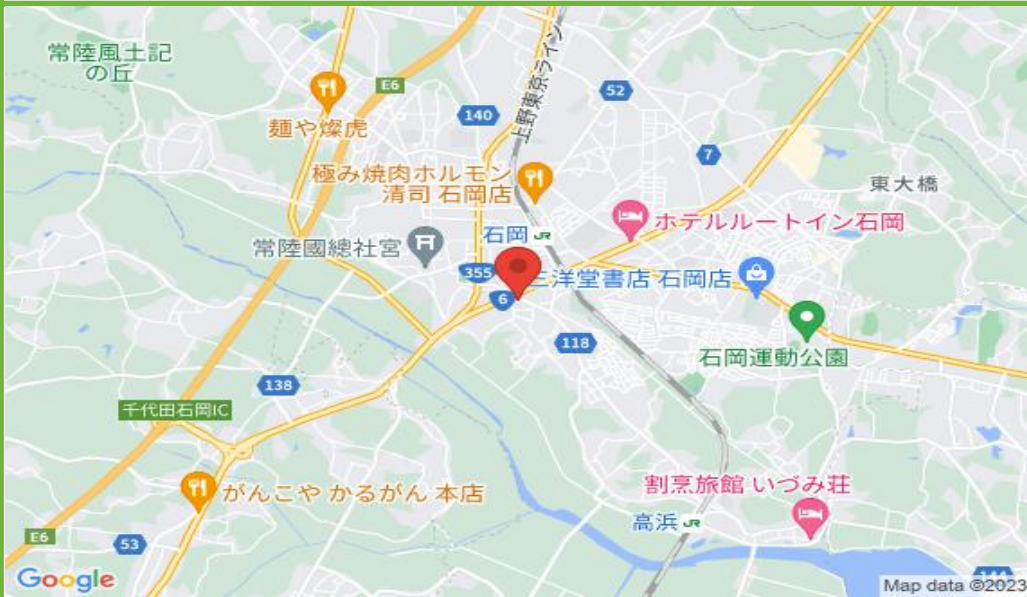 常陸風土記
の丘
E6
麺や燦虎
140
上野東京ライン
52
7
極み焼肉ホルモン
清司 石岡店
東大橋
石岡 JR
ホテルルートイン石岡
常陸國總社宮
355
6
三洋堂書店 石岡店
118
石岡運動公園
138
千代田石岡IC
がんこや かるがん 本店
割烹旅館 いづみ荘
高浜 JR
E6
53
144
Google
Map data ©2023